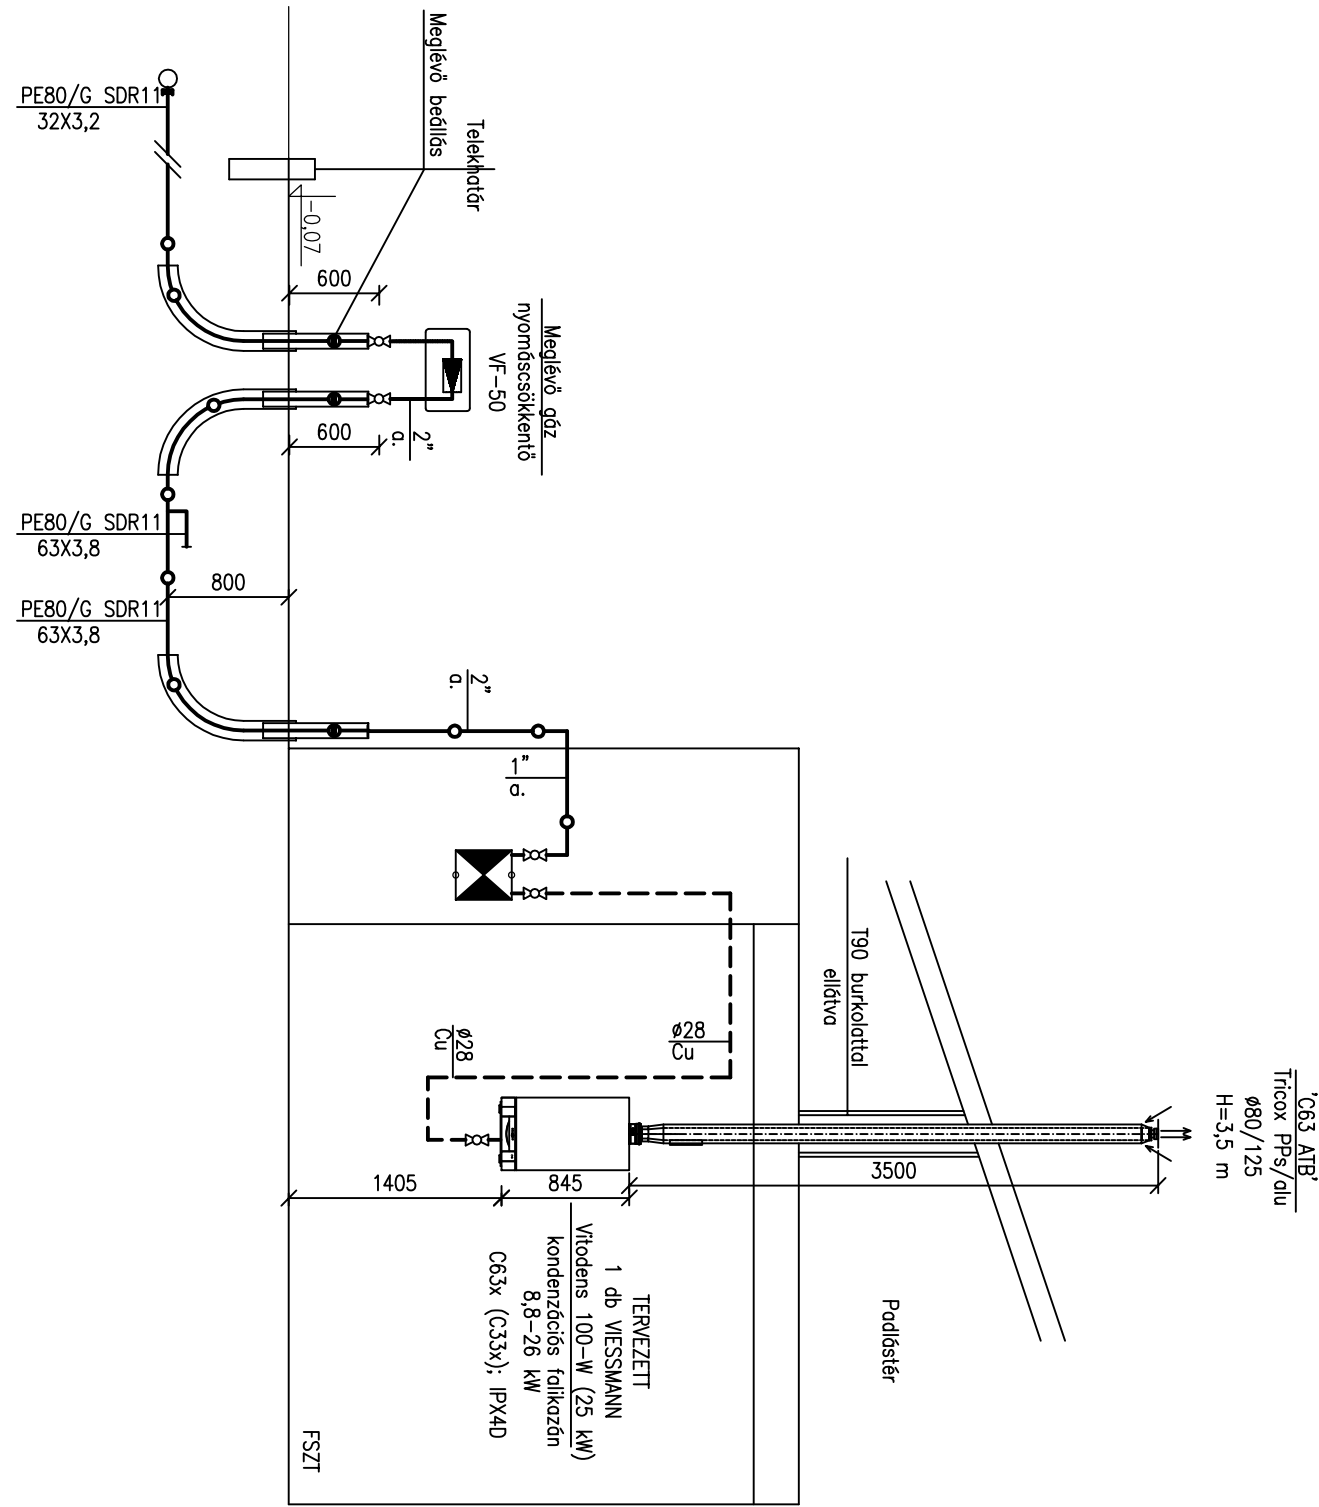 PE80/G SDR11
32X3,2
Meglévő beállás
Telekhatár
-0,07
600
Meglévő gáz
nyomáscsökkentő
VF-50
600
2"
a.
PE80/G SDR11
63X3,8
800
PE80/G SDR11
63X3,8
2"
a.
1"
a.
T90 burkolattal
ellátva
ø28
Cu
ø28
Cu
'C63 ATB'
Tricox PPs/alu
ø80/125
H=3,5 m
1405
845
3500
TERVEZETT
1 db VIESSMANN
Vitodens 100-W (25 kW)
kondenzációs falikazán
8,8-26 kW
C63x (C33x); IPX4D
Padlástér
FSZT